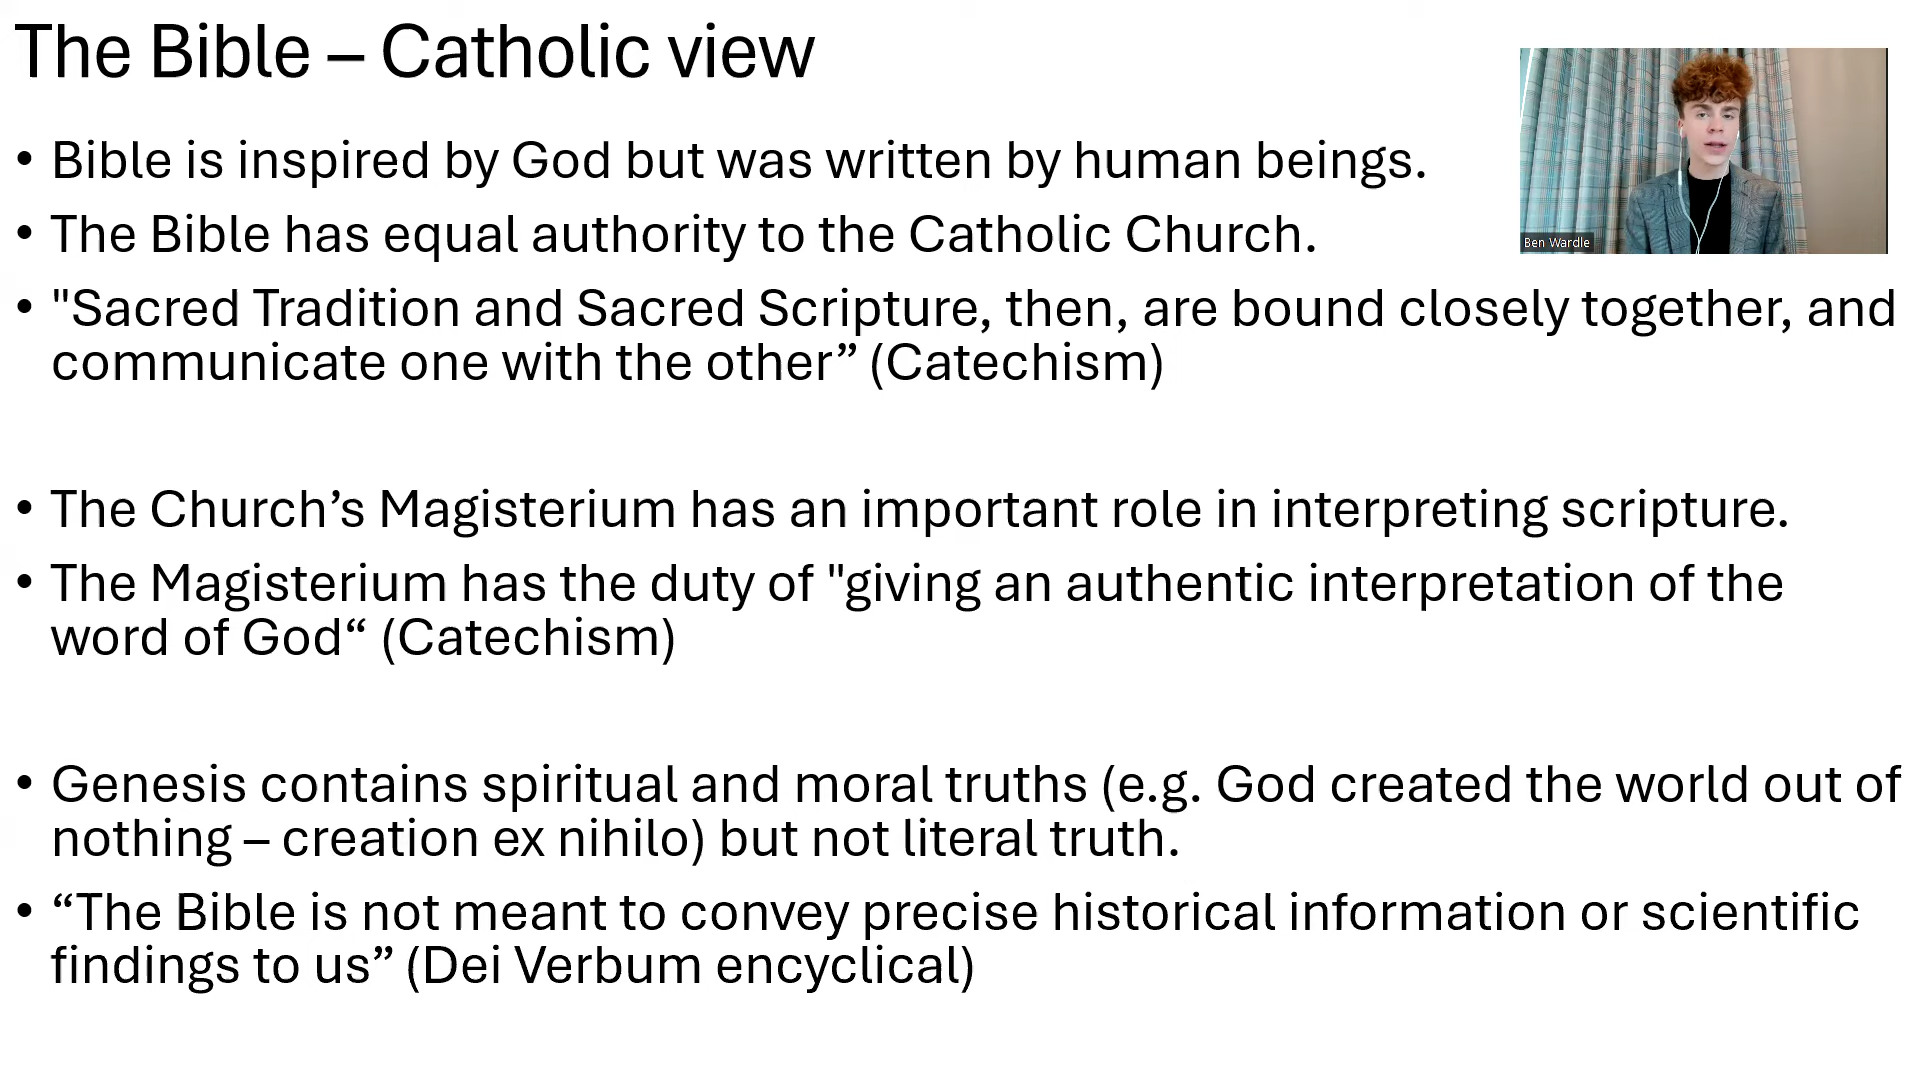 The Bible – Catholic view
• Bible is inspired by God but was written by human beings.
• The Bible has equal authority to the Catholic Church.
• "Sacred Tradition and Sacred Scripture, then, are bound closely together, and
communicate one with the other” (Catechism)
• The Church’s Magisterium has an important role in interpreting scripture.
• The Magisterium has the duty of "giving an authentic interpretation of the
word of God“ (Catechism)
• Genesis contains spiritual and moral truths (e.g. God created the world out of
nothing – creation ex nihilo) but not literal truth.
• “The Bible is not meant to convey precise historical information or scientific
findings to us” (Dei Verbum encyclical)
Ben Wardle